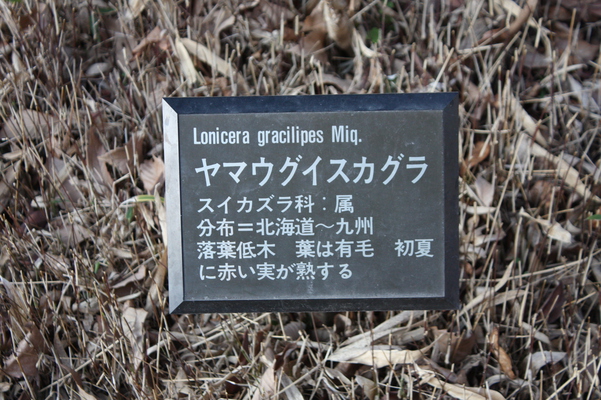 Lonicera gracilipes Miq.
ヤマウグイスカグラ
スイカズラ科：属
分布＝北海道～九州
落葉低木　葉は有毛　初夏
に赤い実が熟する